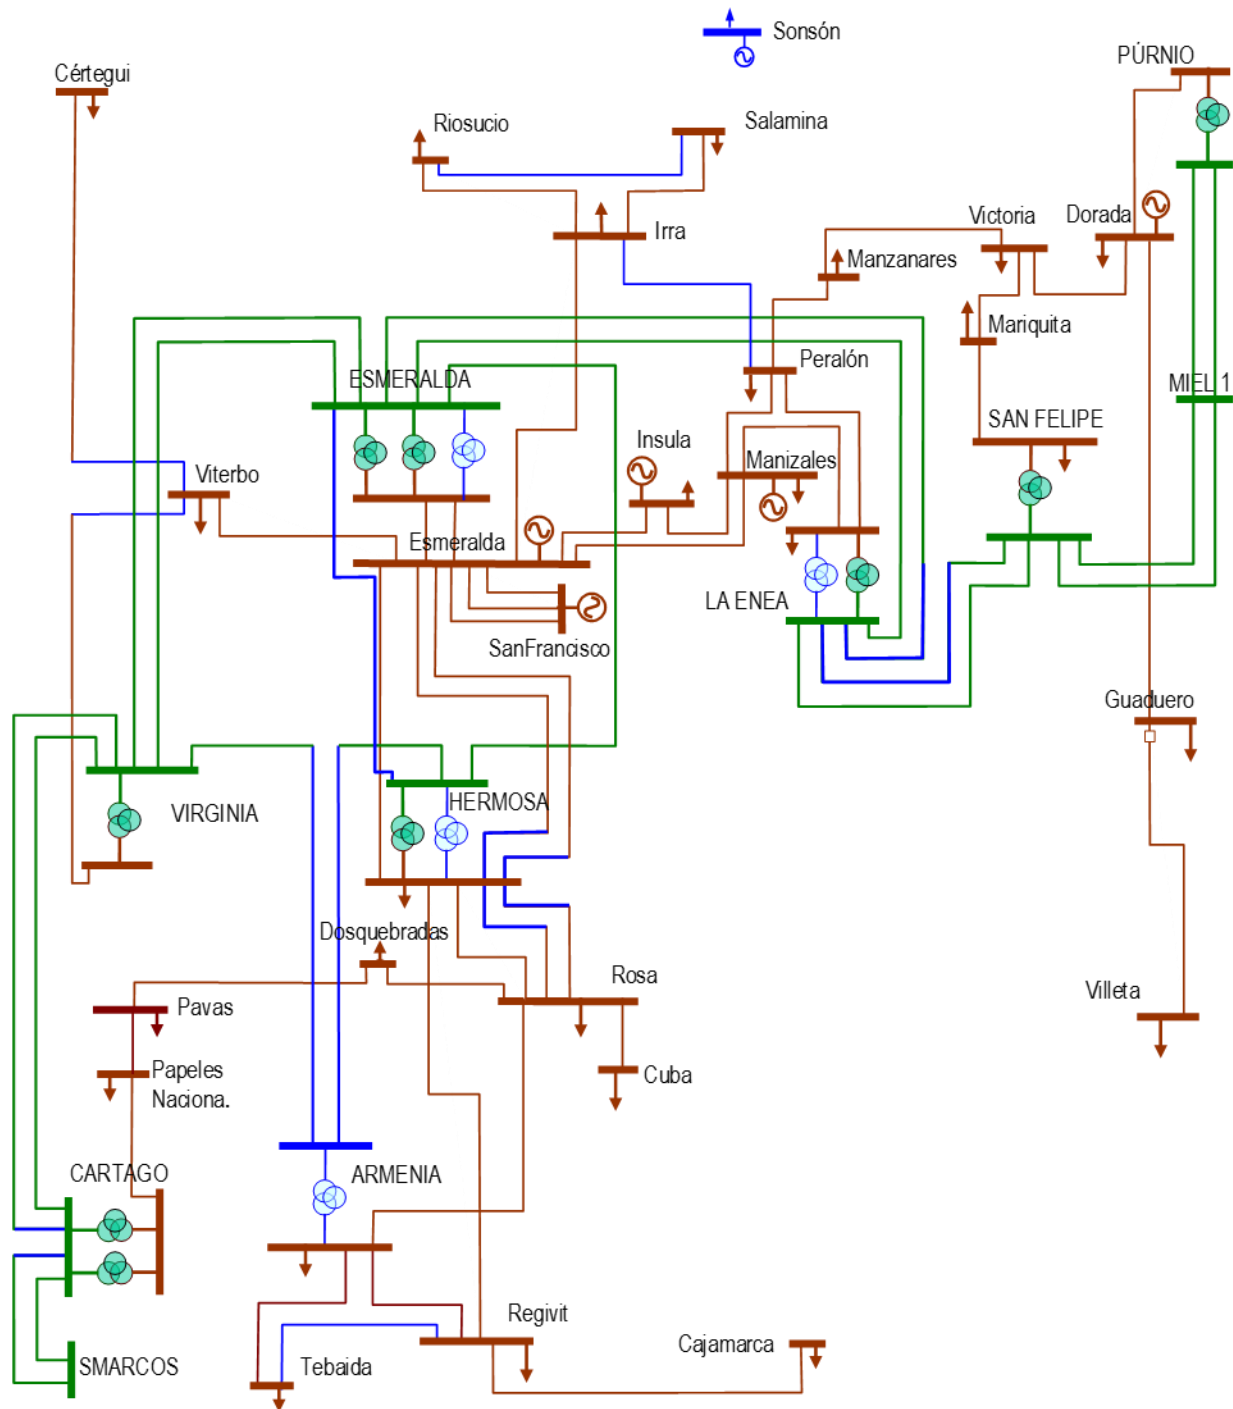 Sonsón
PÚRNIO
Cértegui
Riosucio
Salamina
Victoria
Dorada
Irra
Manzanares
Mariquita
Peralón
ESMERALDA
MIEL 1
SAN FELIPE
Insula
Manizales
Viterbo
Esmeralda
LA ENEA
SanFrancisco
Guaduero
HERMOSA
VIRGINIA
Dosquebradas
Rosa
Villeta
Pavas
Cuba
Papeles
Naciona.
CARTAGO
ARMENIA
Regivit
Cajamarca
SMARCOS
Tebaida